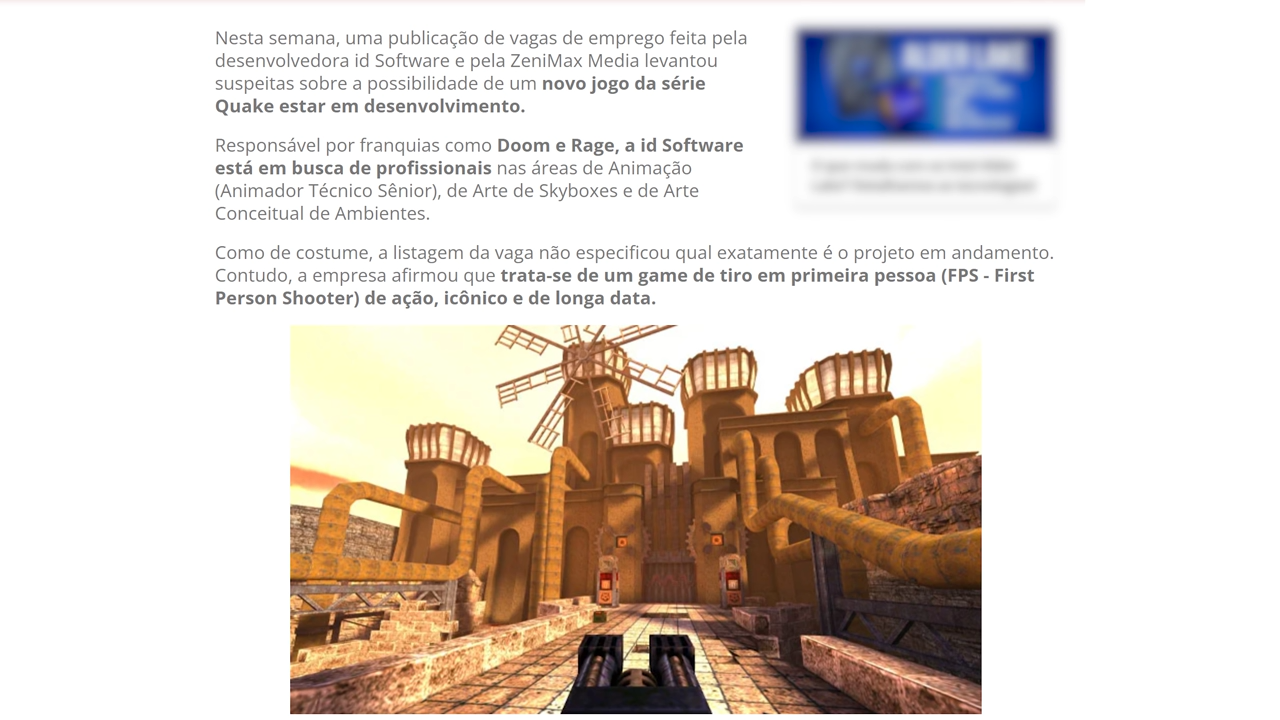 Nesta semana, uma publicação de vagas de emprego feita pela
desenvolvedora id Software e pela ZeniMax Media levantou
suspeitas sobre a possibilidade de um novo jogo da série
Quake estar em desenvolvimento.
Responsável por franquias como Doom e Rage, a id Software
está em busca de profissionais nas áreas de Animação
(Animador Técnico Sênior), de Arte de Skyboxes e de Arte
Conceitual de Ambientes.
Como de costume, a listagem da vaga não especificou qual exatamente é o projeto em andamento.
Contudo, a empresa afirmou que trata-se de um game de tiro em primeira pessoa (FPS - First
Person Shooter) de ação, icônico e de longa data.
ALDER LAKE